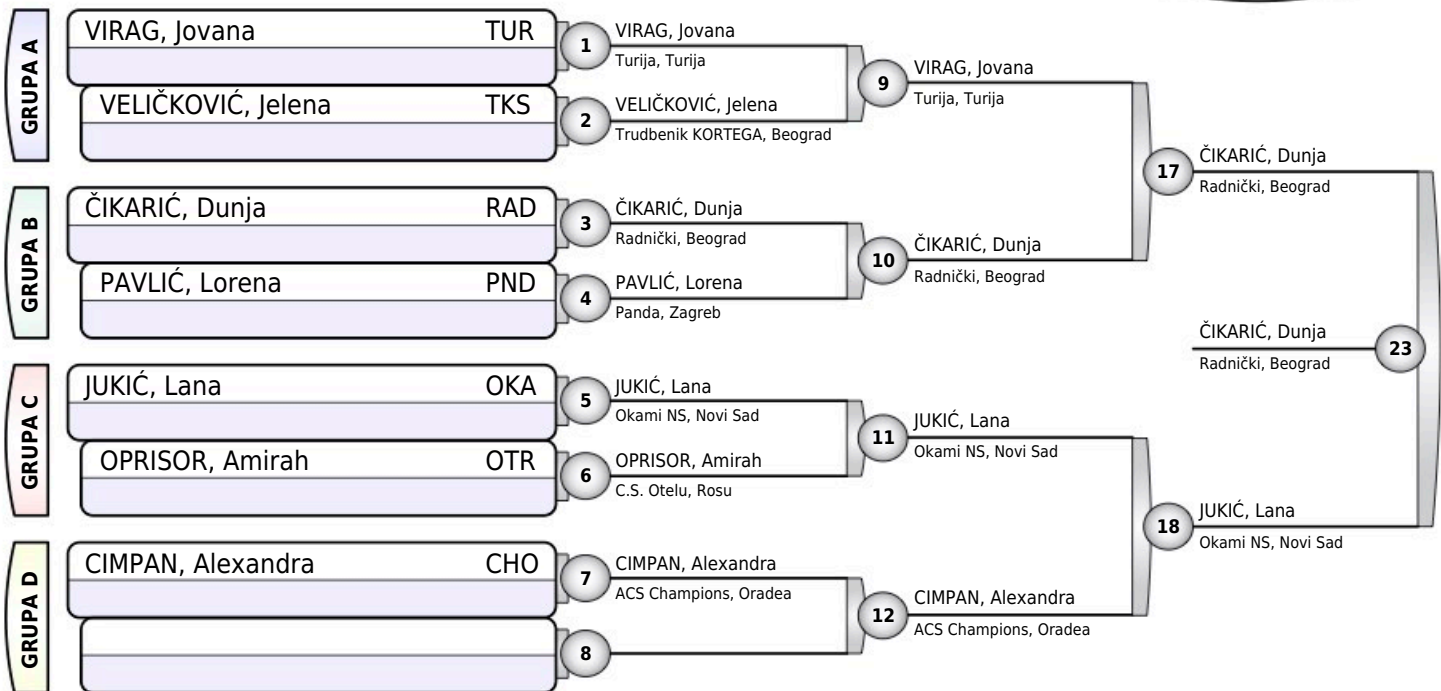 GRUPA A
VIRAG, Jovana TUR
VELIČKOVIĆ, Jelena TKS
1
VIRAG, Jovana
Turija, Turija
2
VELIČKOVIĆ, Jelena
Trudbenik KORTEGA, Beograd
9
VIRAG, Jovana
Turija, Turija
GRUPA B
ČIKARIĆ, Dunja RAD
PAVLIĆ, Lorena PND
3
ČIKARIĆ, Dunja
Radnički, Beograd
4
PAVLIĆ, Lorena
Panda, Zagreb
10
ČIKARIĆ, Dunja
Radnički, Beograd
17
ČIKARIĆ, Dunja
Radnički, Beograd
GRUPA C
JUKIĆ, Lana OKA
OPRISOR, Amirah OTR
5
JUKIĆ, Lana
Okami NS, Novi Sad
6
OPRISOR, Amirah
C.S. Otelu, Rosu
11
JUKIĆ, Lana
Okami NS, Novi Sad
GRUPA D
CIMPAN, Alexandra CHO
7
CIMPAN, Alexandra
ACS Champions, Oradea
8
12
CIMPAN, Alexandra
ACS Champions, Oradea
18
JUKIĆ, Lana
Okami NS, Novi Sad
ČIKARIĆ, Dunja
Radnički, Beograd
23